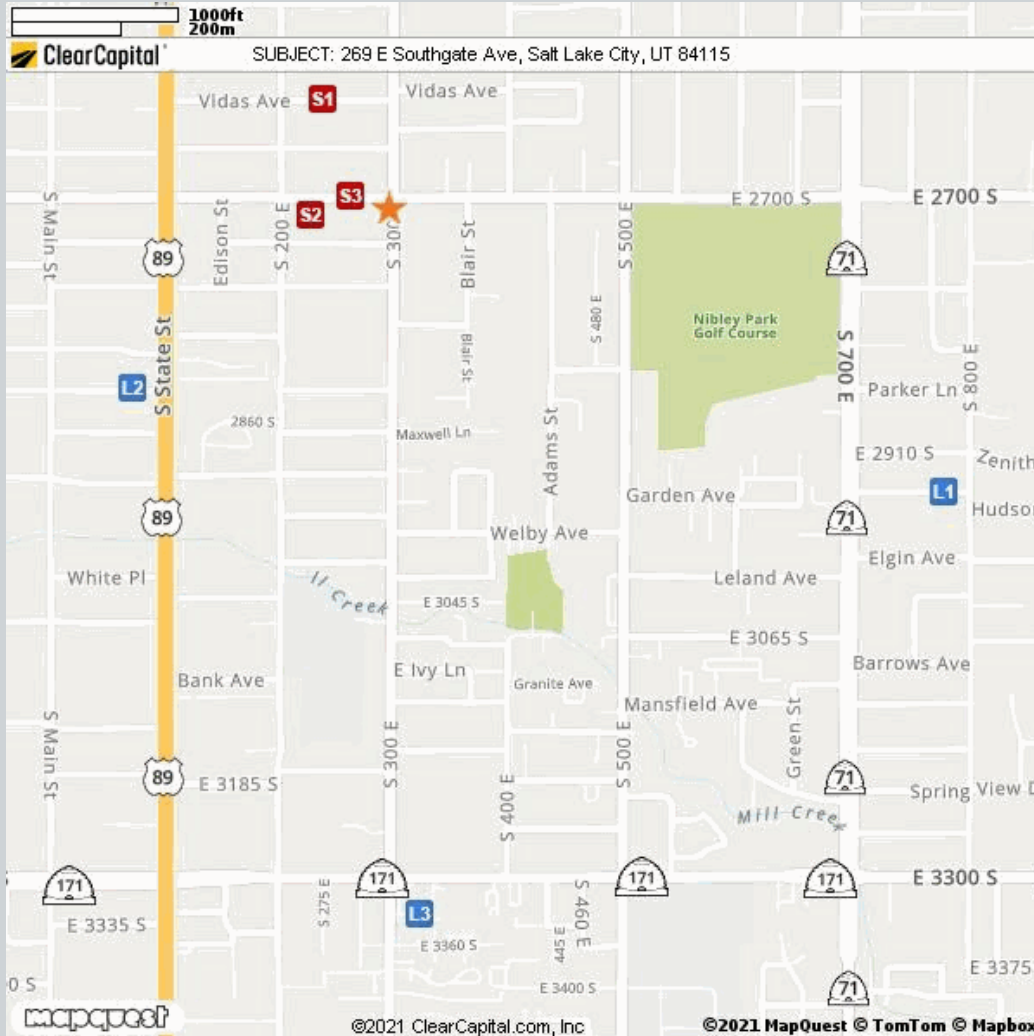 1000ft
200m
ClearCapital
SUBJECT: 269 E Southgate Ave, Salt Lake City, UT 84115
Vidas Ave
S1
Vidas Ave
S3
S2
E 2700 S
E 2700 S
S Main St
Edison St
S 200 E
S 300
Blair St
S 500 E
89
71
S 480 E
Nibley Park
Golf Course
S State St
Blair St
S 700 E
S 800 E
L2
Parker Ln
2860 S
Maxwell Ln
Adams St
E 2910 S
Zenith
L1
Garden Ave
Hudso
89
71
Welby Ave
Elgin Ave
White Pl
ll Creek
Leland Ave
E 3045 S
E 3065 S
Barrows Ave
E Ivy Ln
Bank Ave
Granite Ave
Mansfield Ave
Green St
S Main St
S 300 E
S 500 E
89
71
E 3185 S
S 400 E
Spring View D
Mill Creek
171
171
171
171
E 3300 S
S 275 E
L3
S 460 E
E 3335 S
445 E
E 3360 S
E 3375
0 S
E 3400 S
71
mapquest
©2021 ClearCapital.com, Inc
©2021 MapQuest © TomTom © Mapbox